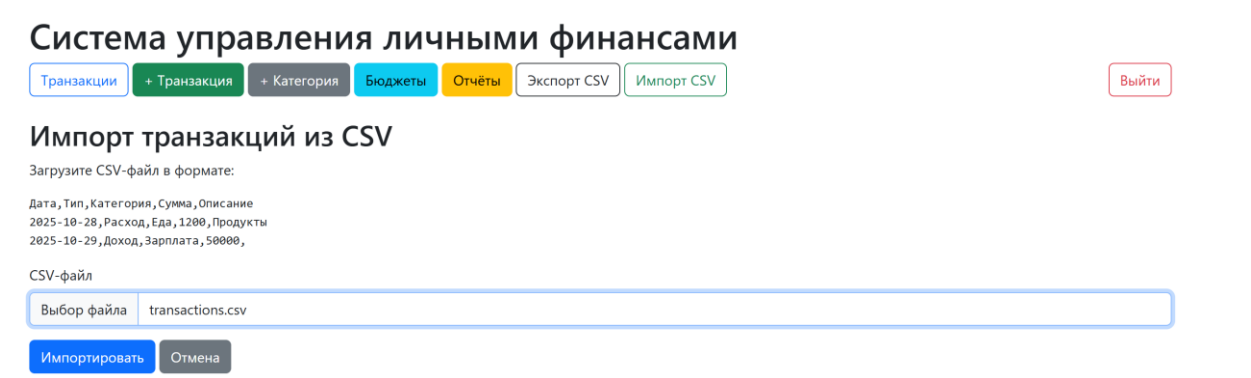 Система управления личными финансами
Транзакции + Транзакция + Категория Бюджеты Отчёты Экспорт CSV Импорт CSV Выйти
Импорт транзакций из CSV
Загрузите CSV-файл в формате:
Дата,Тип,Категория,Сумма,Описание
2025-10-28,Расход,Еда,1200,Продукты
2025-10-29,Доход,Зарплата,50000,
CSV-файл
Выбор файла transactions.csv
Импортировать Отмена